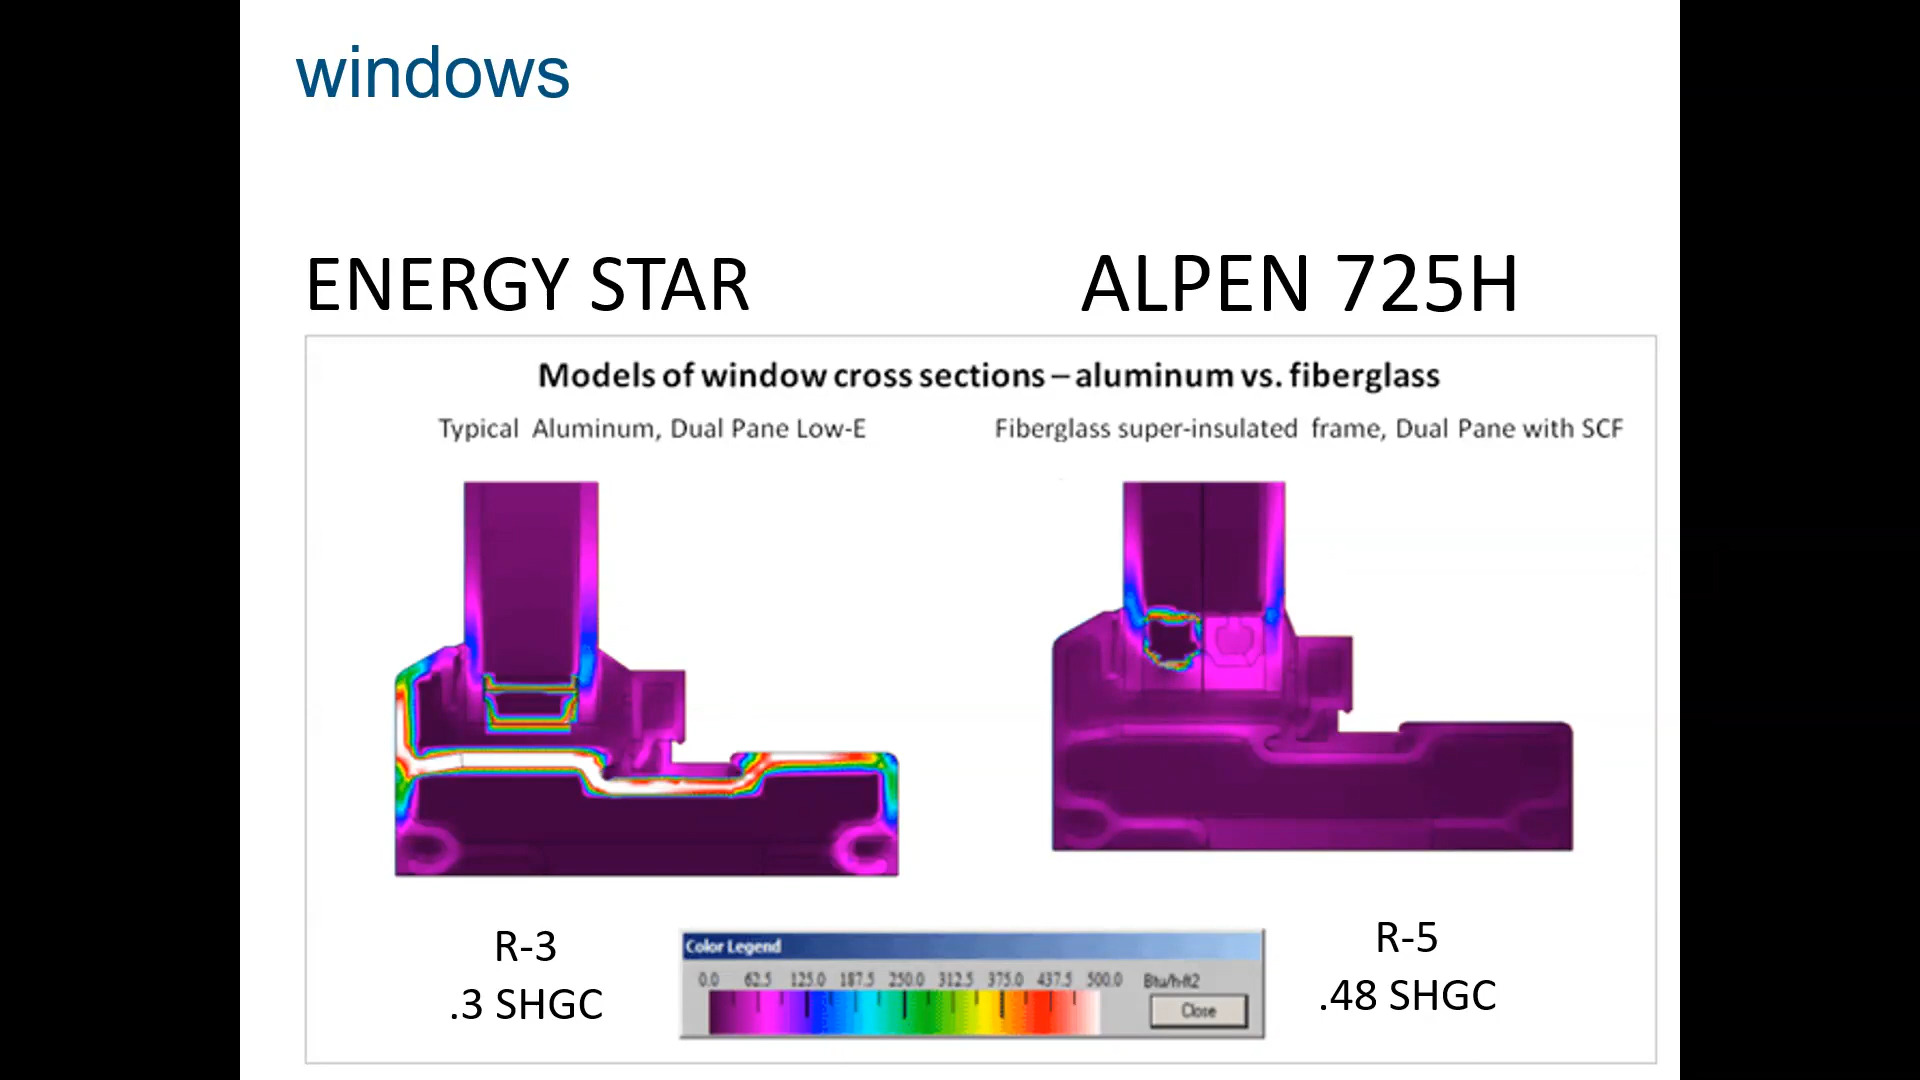 windows
ENERGY STAR
ALPEN 725H
Models of window cross sections – aluminum vs. fiberglass
Typical Aluminum, Dual Pane Low-E
Fiberglass super-insulated frame, Dual Pane with SCF
R-3
.3 SHGC
Color Legend
0.0 62.5 125.0 187.5 250.0 312.5 375.0 437.5 500.0 Btu/h-ft2
Close
R-5
.48 SHGC